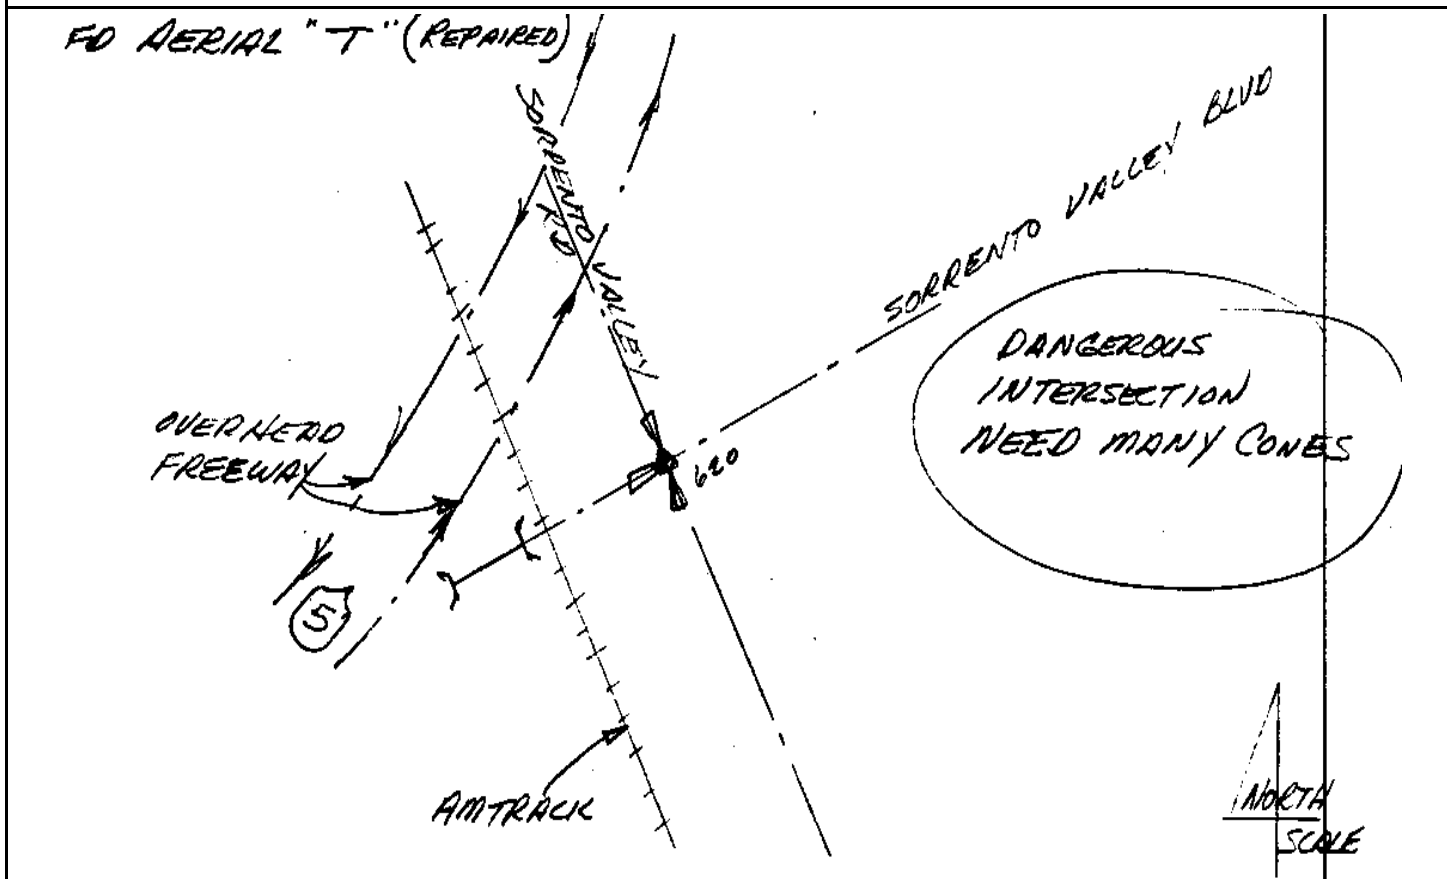 FD AERIAL "T" (REPAIRED)
SORRENTO VALLEY
RD
SORRENTO VALLEY BLVD
DANGEROUS
INTERSECTION
NEED MANY CONES
OVERHEAD
FREEWAY
620
5
AMTRACK
NORTH
SCALE